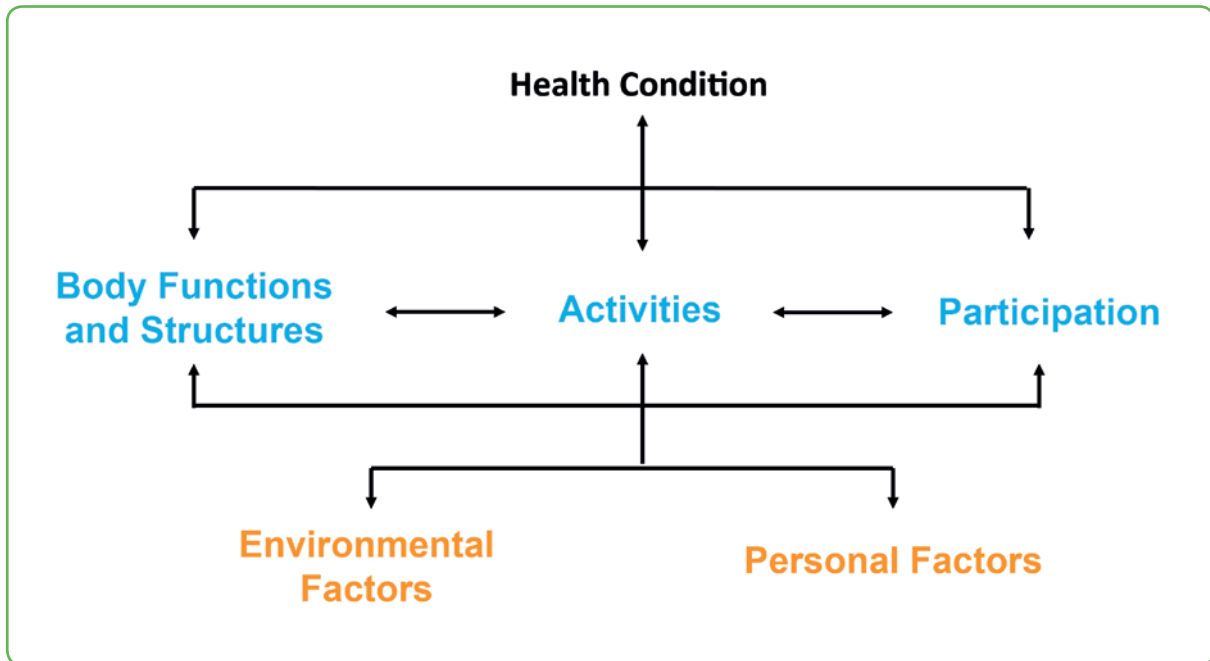 Health Condition
Body Functions
and Structures
Activities
Participation
Environmental
Factors
Personal Factors